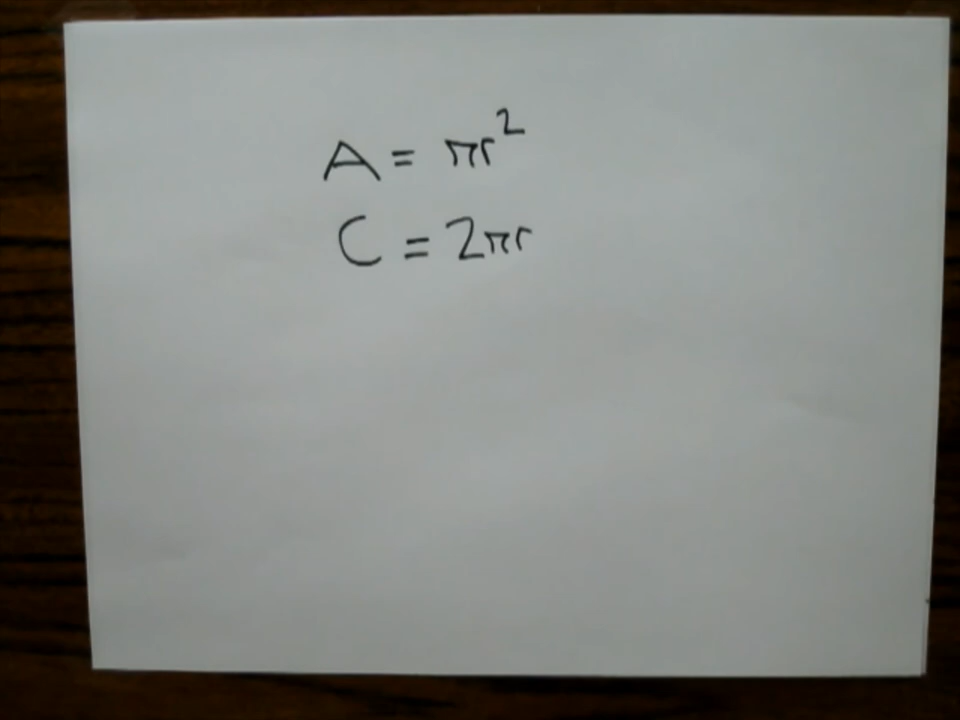 A = πr²
C = 2πr